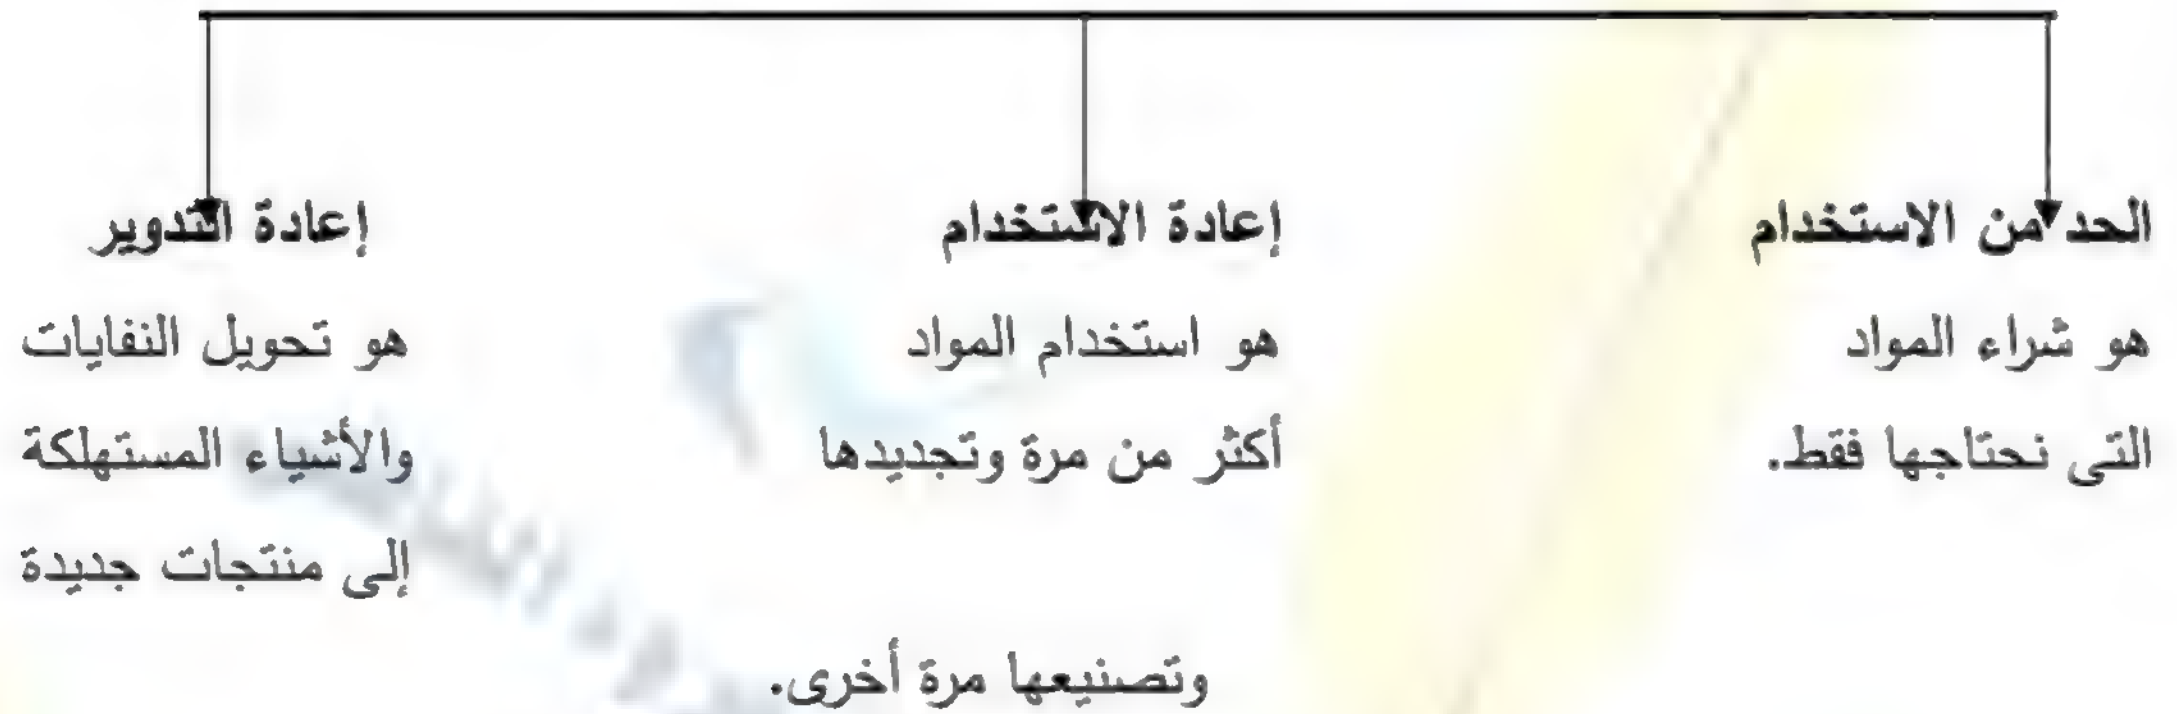 الحد من الاستخدام
هو شراء المواد
التى نحتاجها فقط.
إعادة الاستخدام
هو استخدام المواد
أكثر من مرة وتجديدها
إعادة التدوير
هو تحويل النفايات
والأشياء المستهلكة
إلى منتجات جديدة
وتصنيعها مرة أخرى.